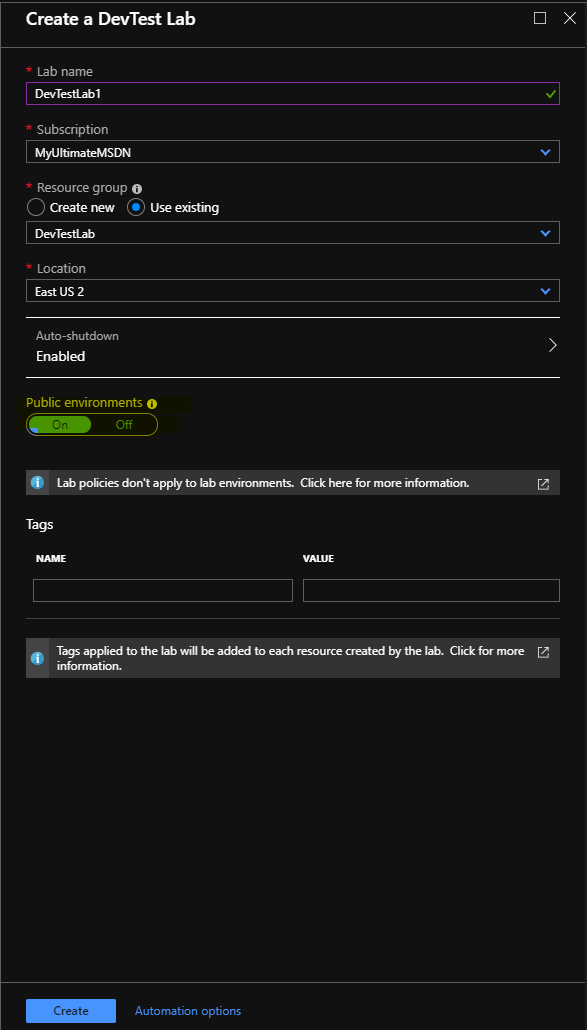 Create a DevTest Lab
* Lab name
DevTestLab1
* Subscription
MyUltimateMSDN
* Resource group
Create new Use existing
DevTestLab
* Location
East US 2
Auto-shutdown
Enabled
Public environments
On Off
Lab policies don't apply to lab environments. Click here for more information.
Tags
NAME VALUE
Tags applied to the lab will be added to each resource created by the lab. Click for more
information.
Create Automation options